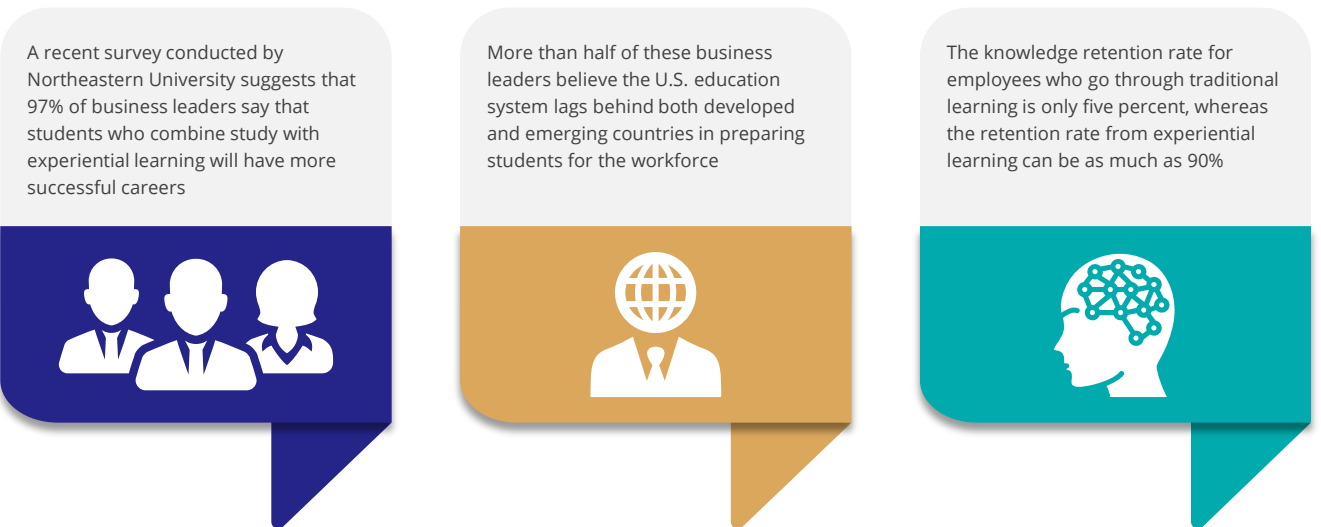 A recent survey conducted by
Northeastern University suggests that
97% of business leaders say that
students who combine study with
experiential learning will have more
successful careers
More than half of these business
leaders believe the U.S. education
system lags behind both developed
and emerging countries in preparing
students for the workforce
The knowledge retention rate for
employees who go through traditional
learning is only five percent, whereas
the retention rate from experiential
learning can be as much as 90%